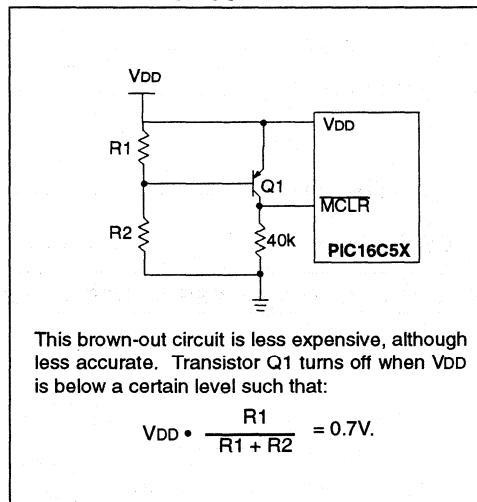 VDD
VDD
R1
Q1
MCLR
R2
40k
PIC16C5X
This brown-out circuit is less expensive, although
less accurate. Transistor Q1 turns off when VDD
is below a certain level such that:
VDD • R1 / R1 + R2 = 0.7V.